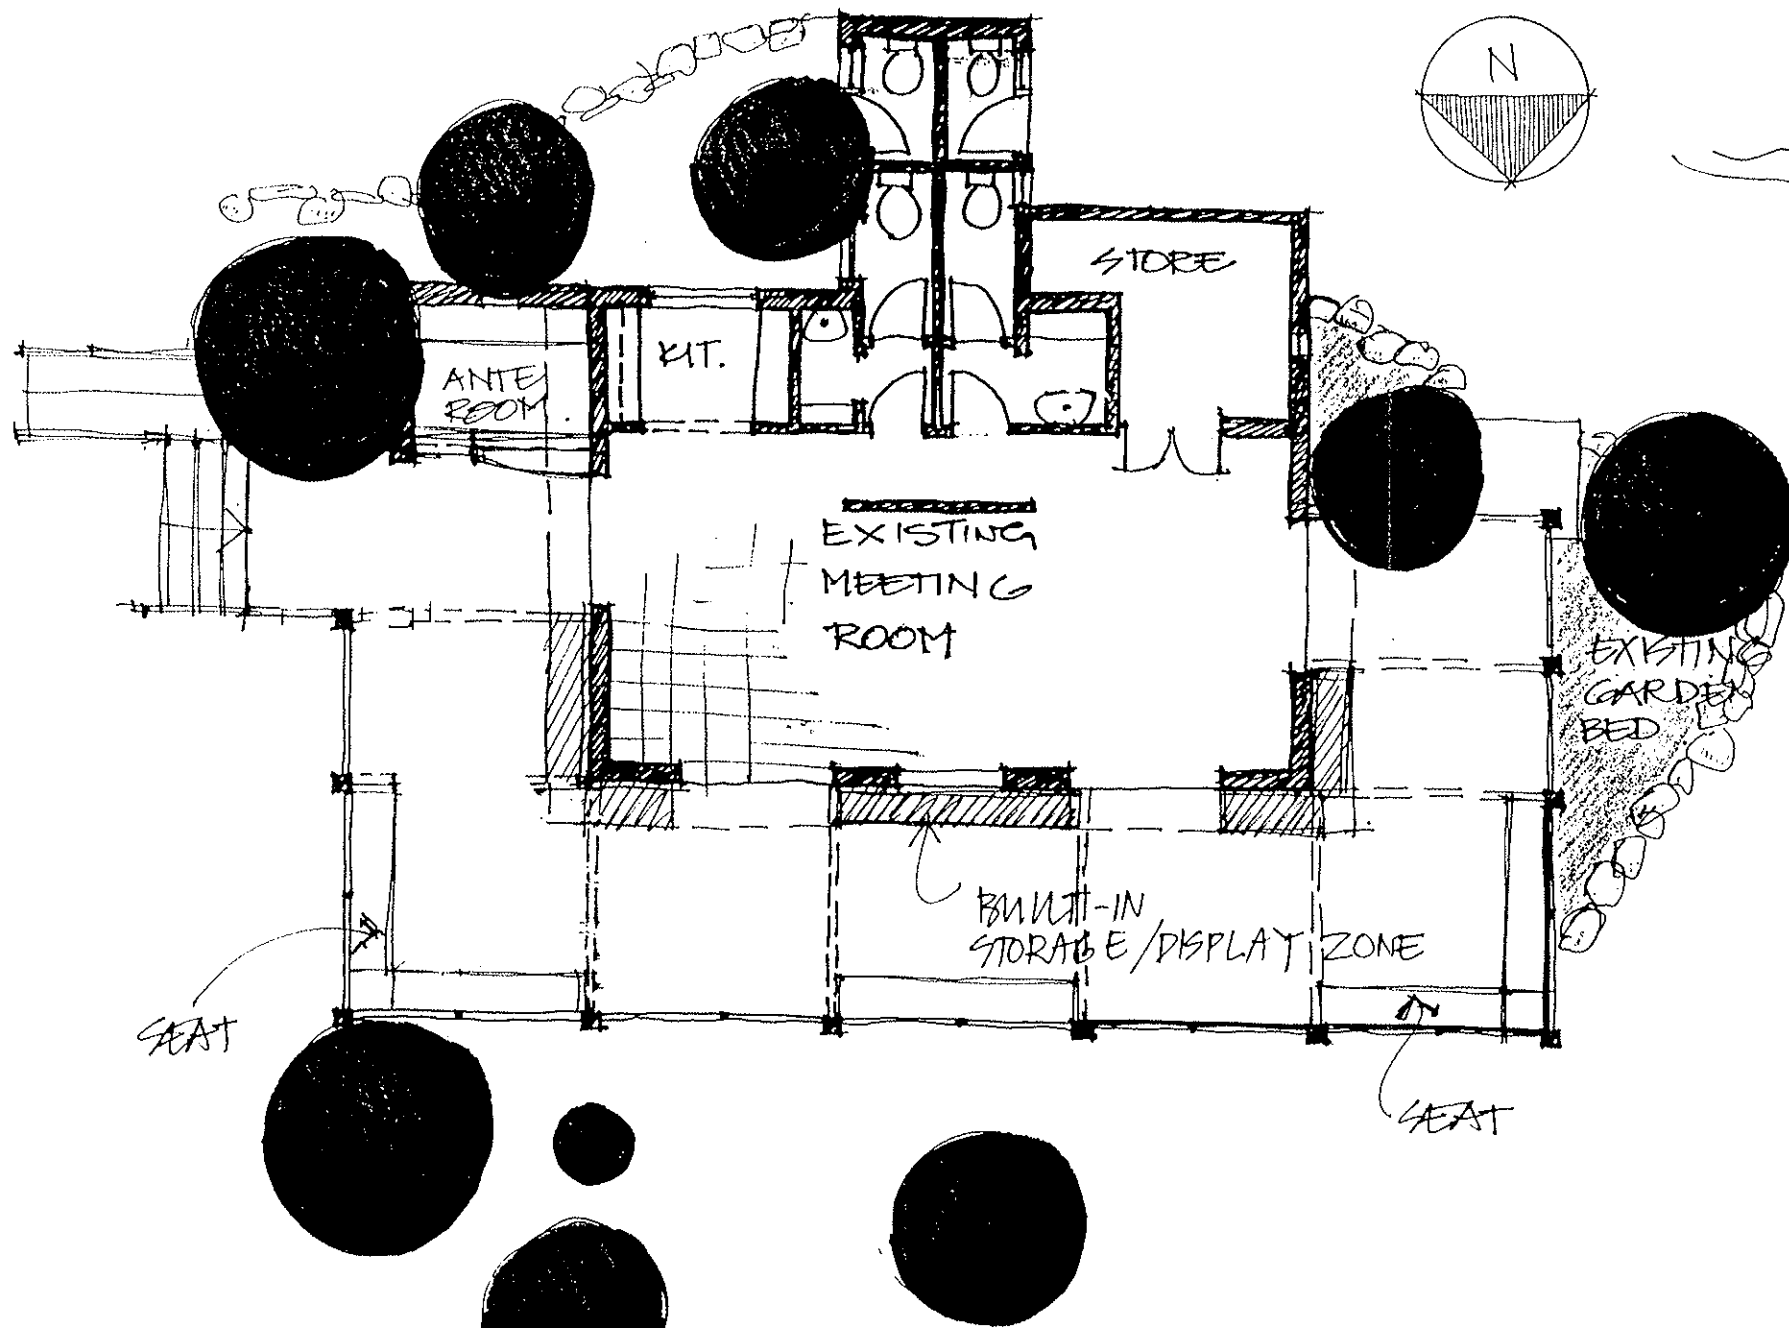 N
STORE
KIT.
ANTE
ROOM.
EXISTING
MEETING
ROOM
EXISTING
GARDEN
BED
BUILT-IN
STORAGE/DISPLAY ZONE
SEAT
SEAT